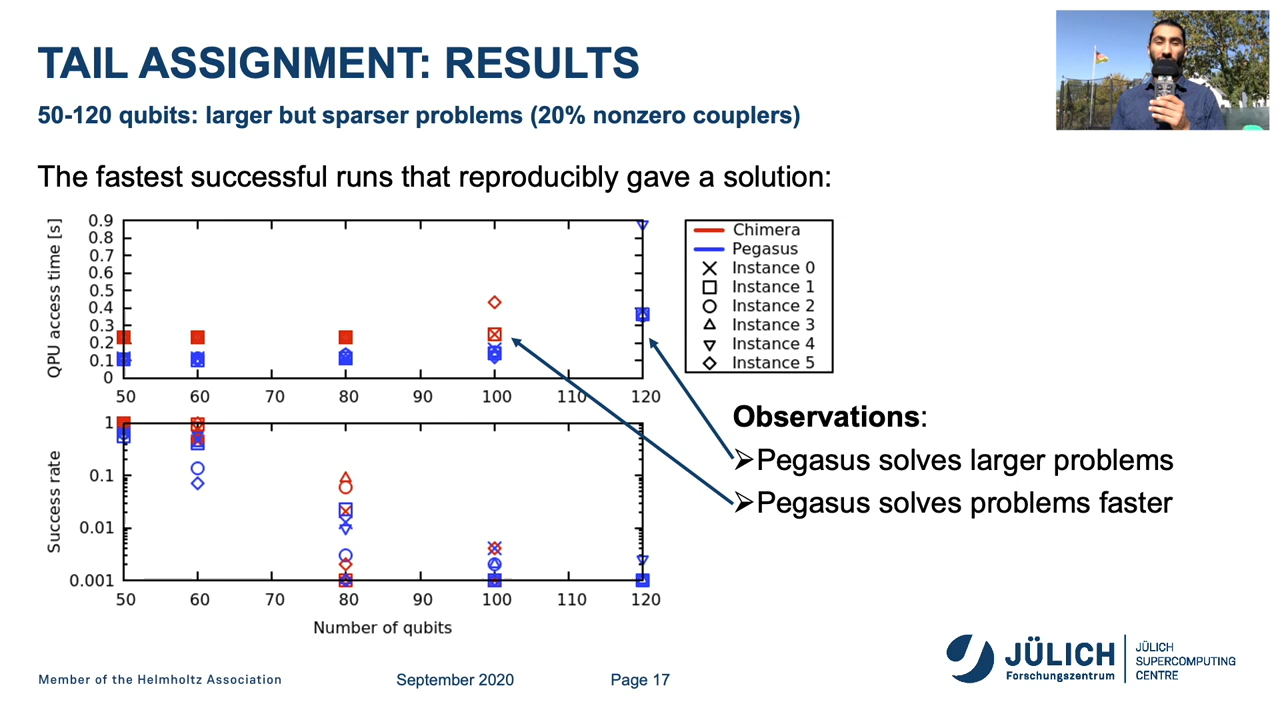 TAIL ASSIGNMENT: RESULTS
50-120 qubits: larger but sparser problems (20% nonzero couplers)
The fastest successful runs that reproducibly gave a solution:
QPU access time [s]
0.9
0.8
0.7
0.6
0.5
0.4
0.3
0.2
0.1
0
50 60 70 80 90 100 110 120
Chimera
Pegasus
Instance 0
Instance 1
Instance 2
Instance 3
Instance 4
Instance 5
Success rate
1
0.1
0.01
0.001
50 60 70 80 90 100 110 120
Number of qubits
Observations:
➢Pegasus solves larger problems
➢Pegasus solves problems faster
Member of the Helmholtz Association
September 2020
Page 17
JÜLICH
Forschungszentrum
JÜLICH
SUPERCOMPUTING
CENTRE